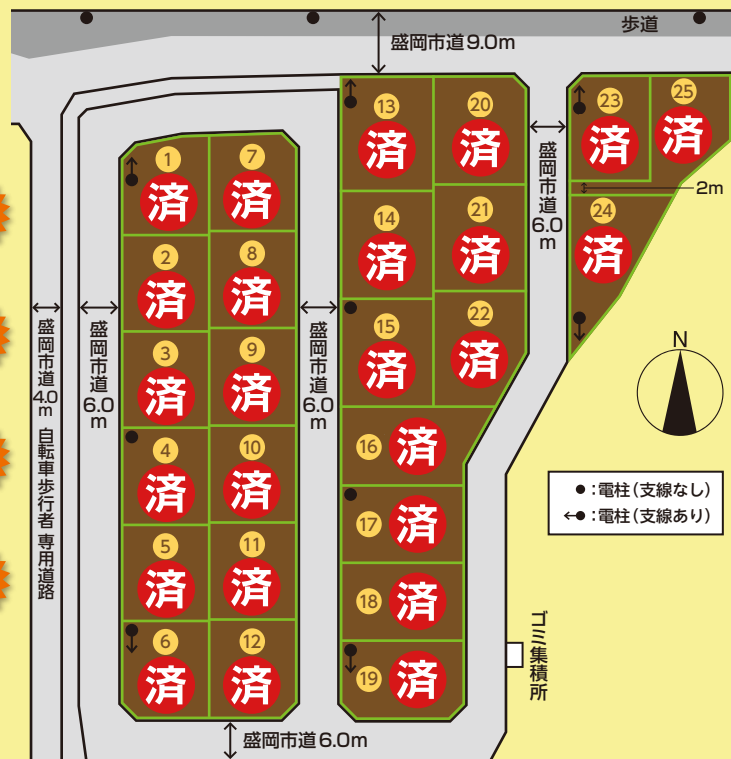 歩道
盛岡市道9.0m
13
済
20
済
23
済
25
済
1
済
7
済
盛岡市道6.0m
2m
14
済
21
済
24
済
2
済
8
済
15
済
22
済
盛岡市道4.0m 自転車歩行者専用道路
盛岡市道6.0m
盛岡市道6.0m
3
済
9
済
N
16
済
4
済
10
済
●:電柱(支線なし)
←●:電柱(支線あり)
17
済
5
済
11
済
18
済
6
済
12
済
19
済
ゴミ集積所
盛岡市道6.0m